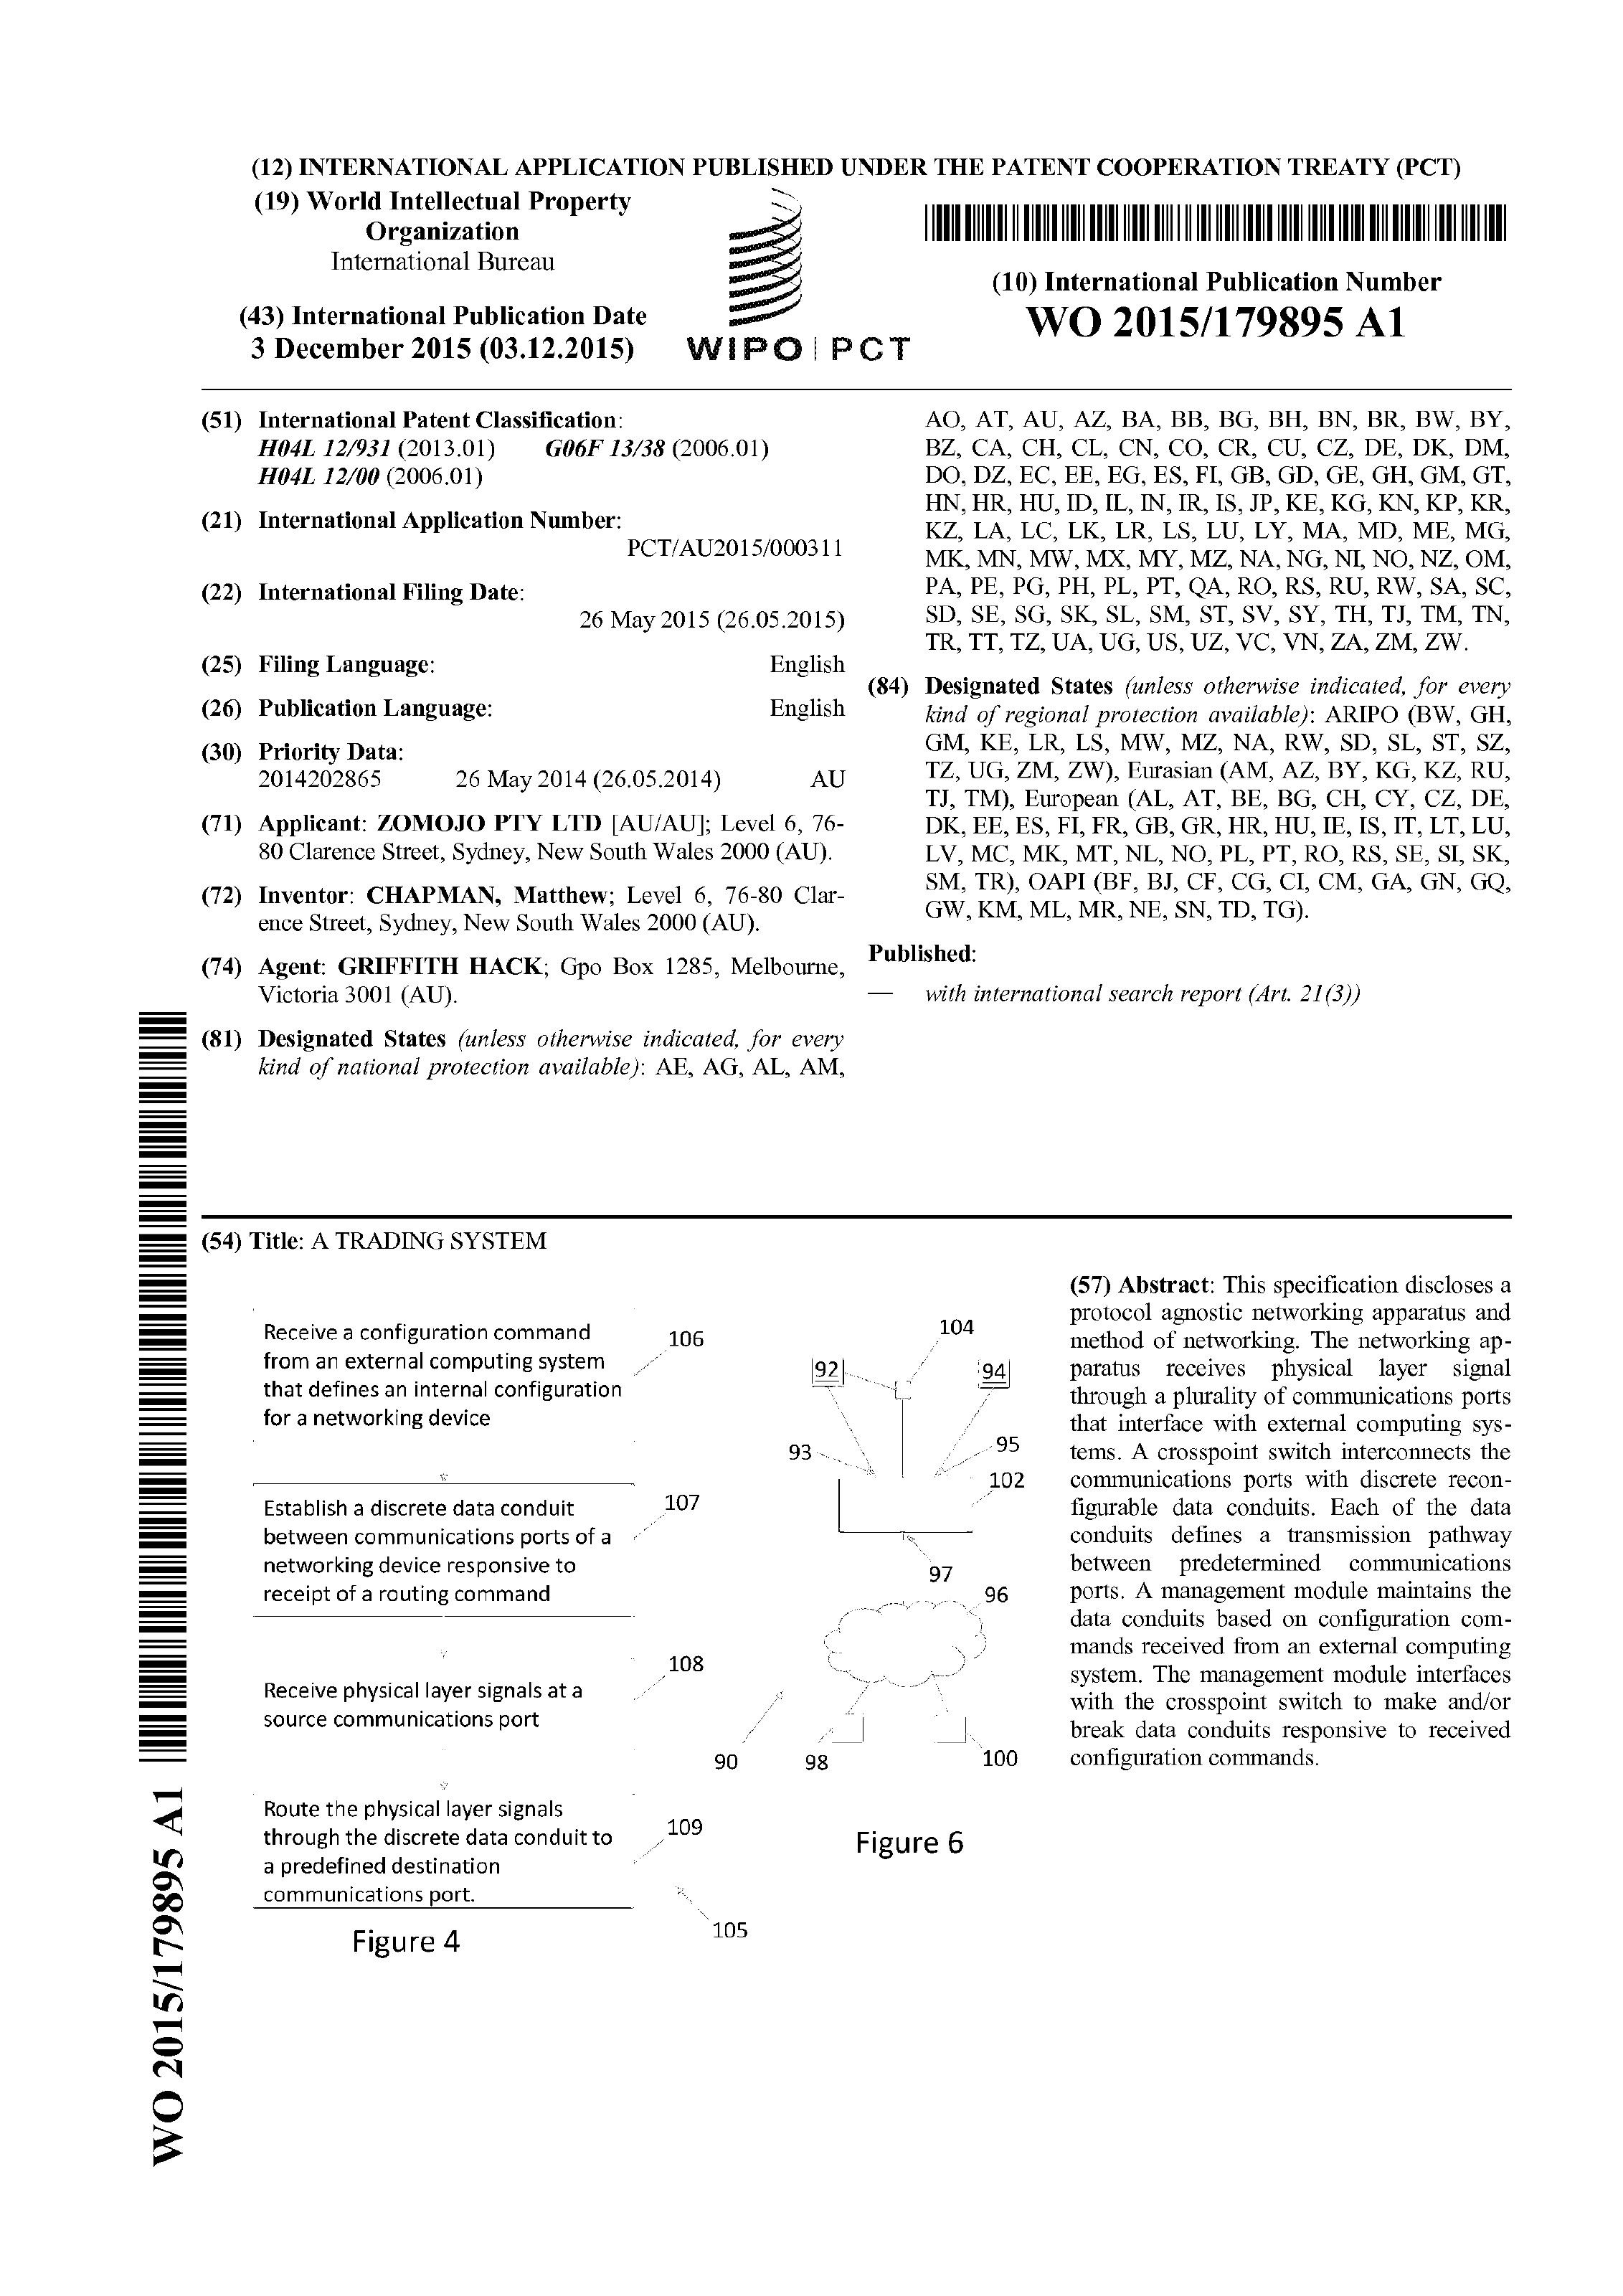 (12) INTERNATIONAL APPLICATION PUBLISHED UNDER THE PATENT COOPERATION TREATY (PCT)
(19) World Intellectual Property
Organization
International Bureau
(43) International Publication Date
3 December 2015 (03.12.2015)
WIPO | PCT
(10) International Publication Number
WO 2015/179895 A1
(51) International Patent Classification:
H04L 12/931 (2013.01) G06F 13/38 (2006.01)
H04L 12/00 (2006.01)
(21) International Application Number:
PCT/AU2015/000311
(22) International Filing Date:
26 May 2015 (26.05.2015)
(25) Filing Language: English
(26) Publication Language: English
(30) Priority Data:
2014202865 26 May 2014 (26.05.2014) AU
(71) Applicant: ZOMOJO PTY LTD [AU/AU]; Level 6, 76-
80 Clarence Street, Sydney, New South Wales 2000 (AU).
(72) Inventor: CHAPMAN, Matthew; Level 6, 76-80 Clar-
ence Street, Sydney, New South Wales 2000 (AU).
(74) Agent: GRIFFITH HACK; Gpo Box 1285, Melbourne,
Victoria 3001 (AU).
(81) Designated States (unless otherwise indicated, for every
kind of national protection available): AE, AG, AL, AM,
AO, AT, AU, AZ, BA, BB, BG, BH, BN, BR, BW, BY,
BZ, CA, CH, CL, CN, CO, CR, CU, CZ, DE, DK, DM,
DO, DZ, EC, EE, EG, ES, FI, GB, GD, GE, GH, GM, GT,
HN, HR, HU, ID, IL, IN, IR, IS, JP, KE, KG, KN, KP, KR,
KZ, LA, LC, LK, LR, LS, LU, LY, MA, MD, ME, MG,
MK, MN, MW, MX, MY, MZ, NA, NG, NI, NO, NZ, OM,
PA, PE, PG, PH, PL, PT, QA, RO, RS, RU, RW, SA, SC,
SD, SE, SG, SK, SL, SM, ST, SV, SY, TH, TJ, TM, TN,
TR, TT, TZ, UA, UG, US, UZ, VC, VN, ZA, ZM, ZW.
(84) Designated States (unless otherwise indicated, for every
kind of regional protection available): ARIPO (BW, GH,
GM, KE, LR, LS, MW, MZ, NA, RW, SD, SL, ST, SZ,
TZ, UG, ZM, ZW), Eurasian (AM, AZ, BY, KG, KZ, RU,
TJ, TM), European (AL, AT, BE, BG, CH, CY, CZ, DE,
DK, EE, ES, FI, FR, GB, GR, HR, HU, IE, IS, IT, LT, LU,
LV, MC, MK, MT, NL, NO, PL, PT, RO, RS, SE, SI, SK,
SM, TR), OAPI (BF, BJ, CF, CG, CI, CM, GA, GN, GQ,
GW, KM, ML, MR, NE, SN, TD, TG).
Published:
— with international search report (Art. 21(3))
(54) Title: A TRADING SYSTEM
Receive a configuration command
from an external computing system
that defines an internal configuration
for a networking device
106
Establish a discrete data conduit
between communications ports of a
networking device responsive to
receipt of a routing command
107
Receive physical layer signals at a
source communications port
108
Route the physical layer signals
through the discrete data conduit to
a predefined destination
communications port.
109
105
Figure 4
104
92
94
93
95
102
97
96
90
98
100
Figure 6
(57) Abstract: This specification discloses a
protocol agnostic networking apparatus and
method of networking. The networking ap-
paratus receives physical layer signal
through a plurality of communications ports
that interface with external computing sys-
tems. A crosspoint switch interconnects the
communications ports with discrete recon-
figurable data conduits. Each of the data
conduits defines a transmission pathway
between predetermined communications
ports. A management module maintains the
data conduits based on configuration com-
mands received from an external computing
system. The management module interfaces
with the crosspoint switch to make and/or
break data conduits responsive to received
configuration commands.
WO 2015/179895 A1